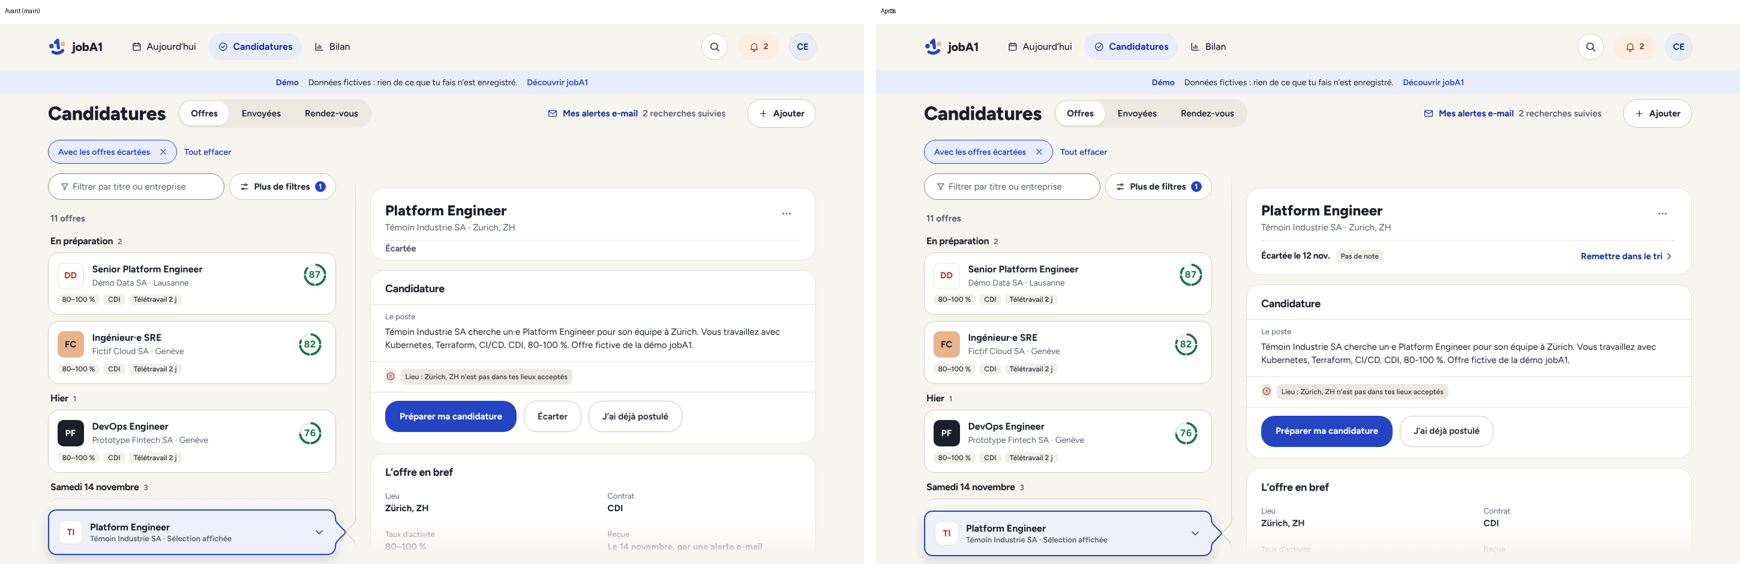 Avant (main)
jobA1
Aujourd'hui
Candidatures
Bilan
2
CE
Démo Données fictives : rien de ce que tu fais n'est enregistré. Découvrir jobA1
Candidatures
Offres
Envoyées
Rendez-vous
Mes alertes e-mail 2 recherches suivies
+ Ajouter
Avec les offres écartées ×
Tout effacer
Filtrer par titre ou entreprise
Plus de filtres 1
11 offres
En préparation 2
DD
Senior Platform Engineer
Démo Data SA · Lausanne
87
80–100 % CDI Télétravail 2 j
FC
Ingénieur·e SRE
Fictif Cloud SA · Genève
82
80–100 % CDI Télétravail 2 j
Hier 1
PF
DevOps Engineer
Prototype Fintech SA · Genève
76
80–100 % CDI Télétravail 2 j
Samedi 14 novembre 3
TI
Platform Engineer
Témoin Industrie SA · Sélection affichée
Platform Engineer
...
Témoin Industrie SA · Zurich, ZH
Écartée
Candidature
Le poste
Témoin Industrie SA cherche un·e Platform Engineer pour son équipe à Zürich. Vous travaillez avec
Kubernetes, Terraform, CI/CD. CDI, 80-100 %. Offre fictive de la démo jobA1.
Lieu : Zürich, ZH n'est pas dans tes lieux acceptés
Préparer ma candidature
Écarter
J'ai déjà postulé
L'offre en bref
Lieu
Zürich, ZH
Contrat
CDI
Taux d'activité
80–100 %
Reçue
Le 14 novembre, par une alerte e-mail
Après
jobA1
Aujourd'hui
Candidatures
Bilan
2
CE
Démo Données fictives : rien de ce que tu fais n'est enregistré. Découvrir jobA1
Candidatures
Offres
Envoyées
Rendez-vous
Mes alertes e-mail 2 recherches suivies
+ Ajouter
Avec les offres écartées ×
Tout effacer
Filtrer par titre ou entreprise
Plus de filtres 1
11 offres
En préparation 2
DD
Senior Platform Engineer
Démo Data SA · Lausanne
87
80–100 % CDI Télétravail 2 j
FC
Ingénieur·e SRE
Fictif Cloud SA · Genève
82
80–100 % CDI Télétravail 2 j
Hier 1
PF
DevOps Engineer
Prototype Fintech SA · Genève
76
80–100 % CDI Télétravail 2 j
Samedi 14 novembre 3
TI
Platform Engineer
Témoin Industrie SA · Sélection affichée
Platform Engineer
...
Témoin Industrie SA · Zurich, ZH
Écartée le 12 nov. Pas de note
Remettre dans le tri >
Candidature
Le poste
Témoin Industrie SA cherche un·e Platform Engineer pour son équipe à Zürich. Vous travaillez avec
Kubernetes, Terraform, CI/CD. CDI, 80-100 %. Offre fictive de la démo jobA1.
Lieu : Zürich, ZH n'est pas dans tes lieux acceptés
Préparer ma candidature
J'ai déjà postulé
L'offre en bref
Lieu
Zürich, ZH
Contrat
CDI
Taux d'activité
Reçue